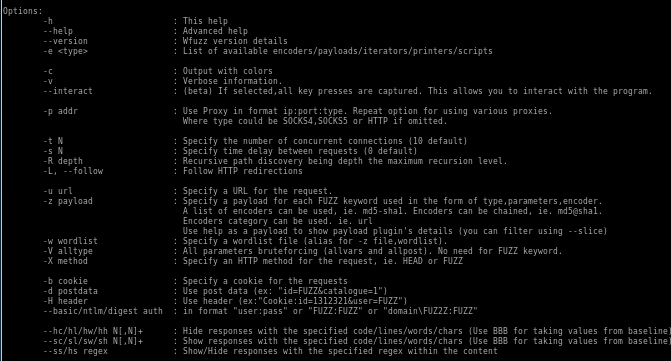 Options:
-h : This help
--help : Advanced help
--version : Wfuzz version details
-e <type> : List of available encoders/payloads/iterators/printers/scripts
-c : Output with colors
-v : Verbose information.
--interact : (beta) If selected,all key presses are captured. This allows you to interact with the program.
-p addr : Use Proxy in format ip:port:type. Repeat option for using various proxies.
Where type could be SOCKS4,SOCKS5 or HTTP if omitted.
-t N : Specify the number of concurrent connections (10 default)
-s N : Specify time delay between requests (0 default)
-R depth : Recursive path discovery being depth the maximum recursion level.
-L, --follow : Follow HTTP redirections
-u url : Specify a URL for the request.
-z payload : Specify a payload for each FUZZ keyword used in the form of type,parameters,encoder.
A list of encoders can be used, ie. md5-sha1. Encoders can be chained, ie. md5@sha1.
Encoders category can be used. ie. url
Use help as a payload to show payload plugin's details (you can filter using --slice)
-w wordlist : Specify a wordlist file (alias for -z file,wordlist).
-V alltype : All parameters bruteforcing (allvars and allpost). No need for FUZZ keyword.
-X method : Specify an HTTP method for the request, ie. HEAD or FUZZ
-b cookie : Specify a cookie for the requests
-d postdata : Use post data (ex: "id=FUZZ&catalogue=1")
-H header : Use header (ex:"Cookie:id=1312321&user=FUZZ")
--basic/ntlm/digest auth : in format "user:pass" or "FUZZ:FUZZ" or "domain\FUZ2Z:FUZZ"
--hc/hl/hw/hh N[,N]+ : Hide responses with the specified code/lines/words/chars (Use BBB for taking values from baseline)
--sc/sl/sw/sh N[,N]+ : Show responses with the specified code/lines/words/chars (Use BBB for taking values from baseline
--ss/hs regex : Show/Hide responses with the specified regex within the content